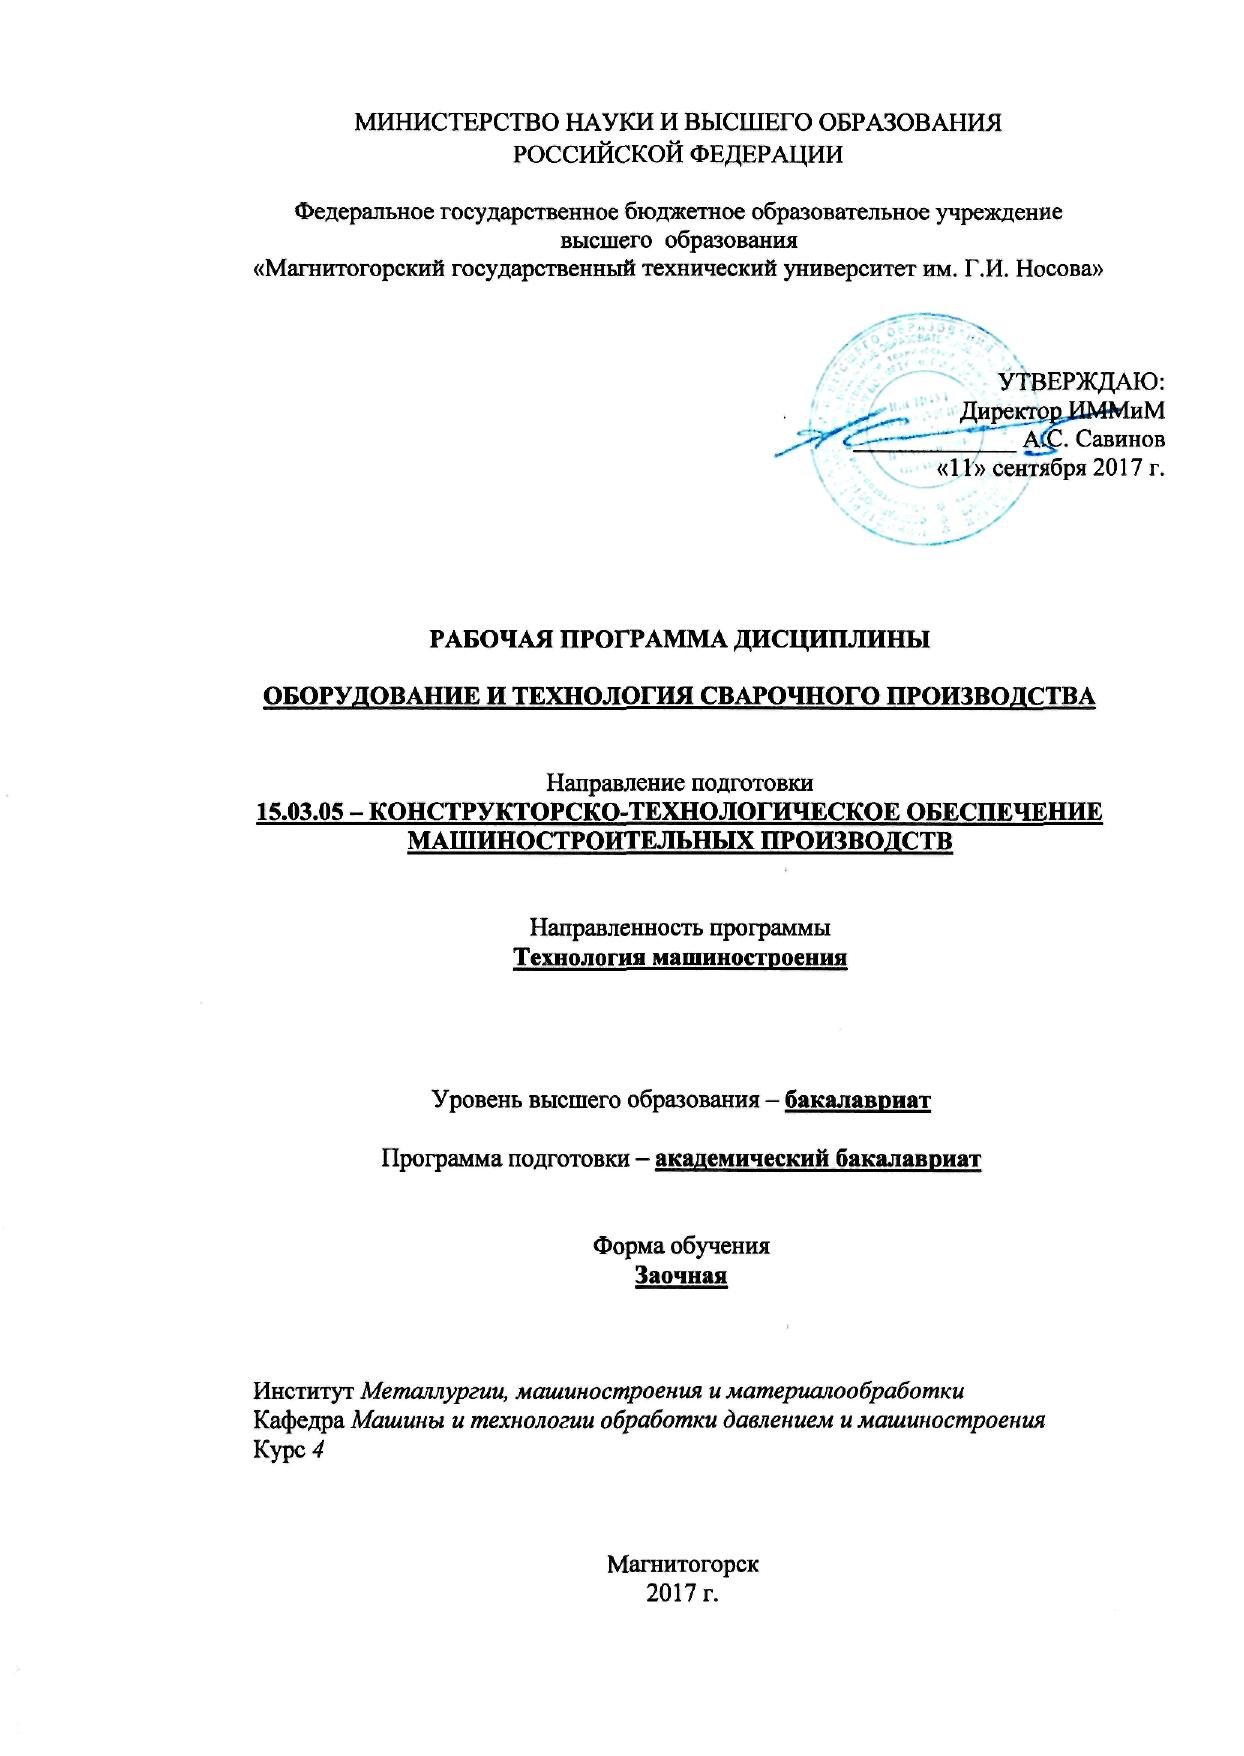 МИНИСТЕРСТВО НАУКИ И ВЫСШЕГО ОБРАЗОВАНИЯ
РОССИЙСКОЙ ФЕДЕРАЦИИ
Федеральное государственное бюджетное образовательное учреждение
высшего образования
«Магнитогорский государственный технический университет им. Г.И. Носова»
УТВЕРЖДАЮ:
Директор ИММиМ
А.С. Савинов
«11» сентября 2017 г.
РАБОЧАЯ ПРОГРАММА ДИСЦИПЛИНЫ
ОБОРУДОВАНИЕ И ТЕХНОЛОГИЯ СВАРОЧНОГО ПРОИЗВОДСТВА
Направление подготовки
15.03.05 – КОНСТРУКТОРСКО-ТЕХНОЛОГИЧЕСКОЕ ОБЕСПЕЧЕНИЕ
МАШИНОСТРОИТЕЛЬНЫХ ПРОИЗВОДСТВ
Направленность программы
Технология машиностроения
Уровень высшего образования – бакалавриат
Программа подготовки – академический бакалавриат
Форма обучения
Заочная
Институт Металлургии, машиностроения и материалообработки
Кафедра Машины и технологии обработки давлением и машиностроения
Курс 4
Магнитогорск
2017 г.